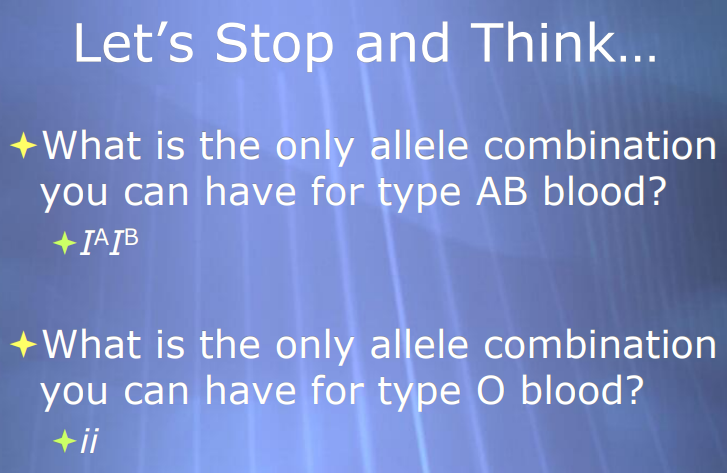 Let’s Stop and Think…
What is the only allele combination
you can have for type AB blood?
IᴬIᴮ
What is the only allele combination
you can have for type O blood?
ii